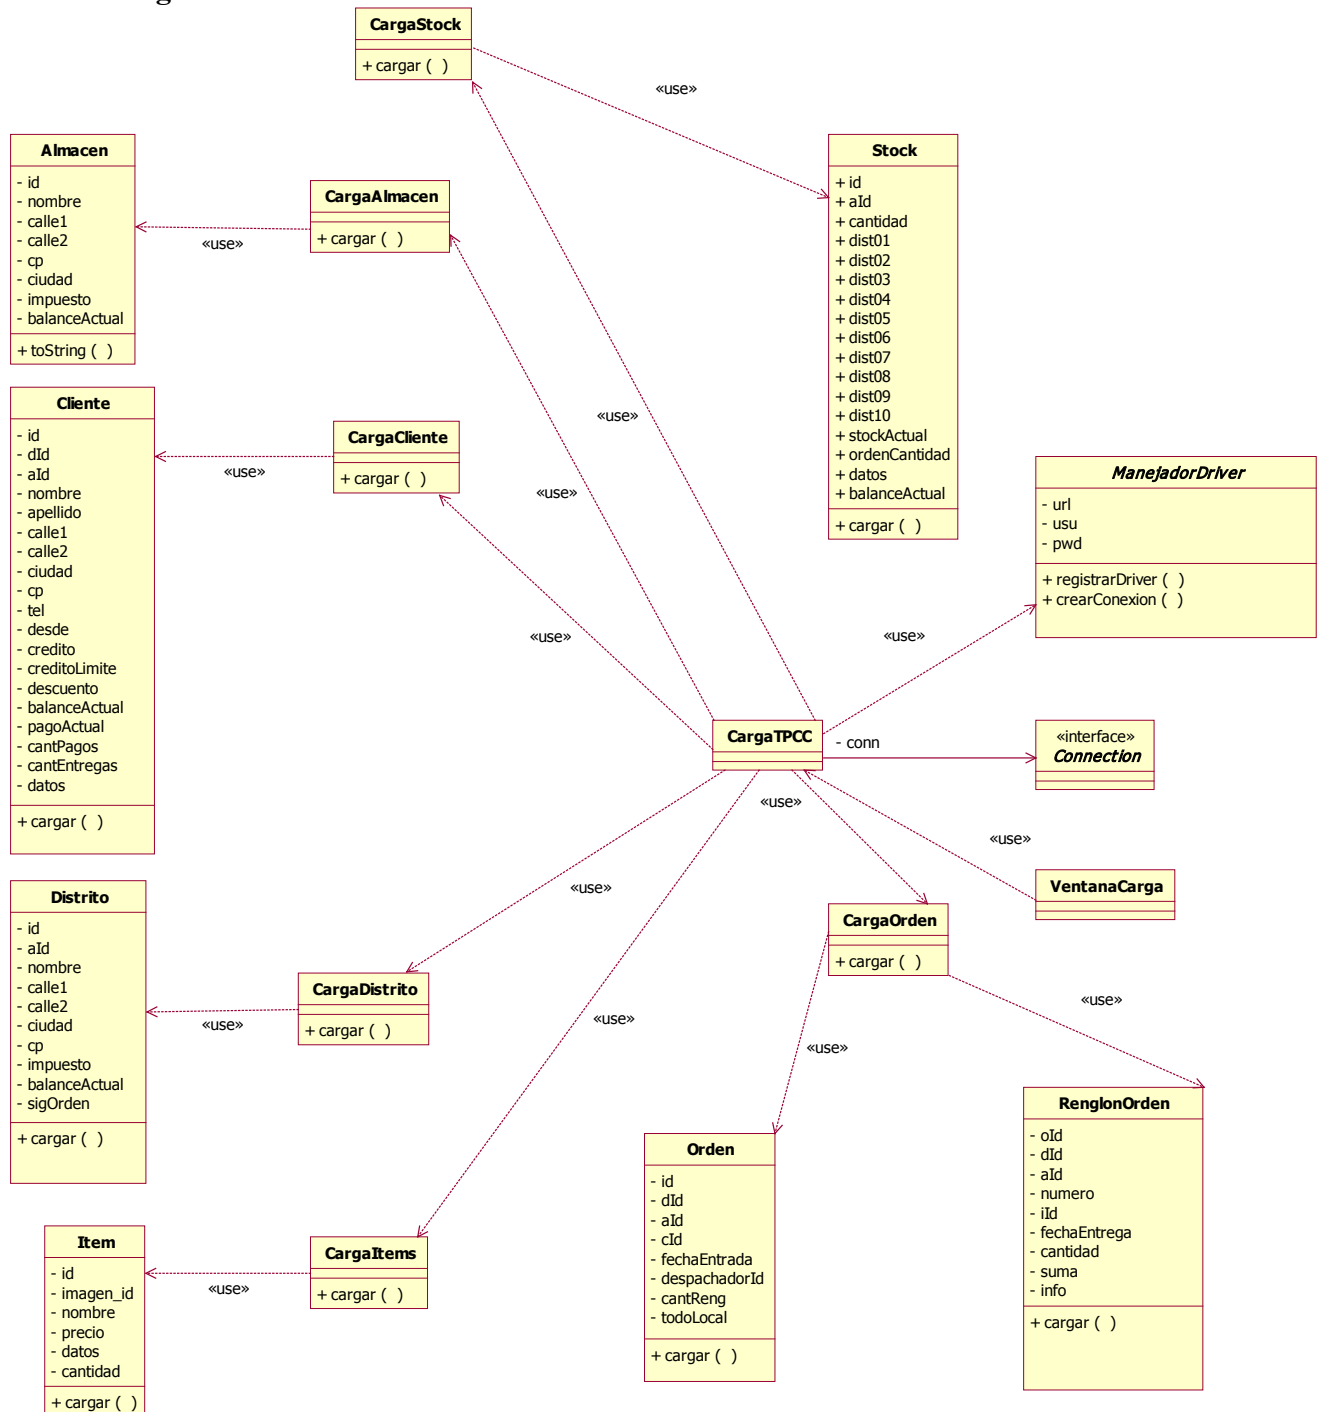 CargaStock
+ cargar ( )
«use»
Almacen
- id
- nombre
- calle1
- calle2
- cp
- ciudad
- impuesto
- balanceActual
+ toString ( )
CargaAlmacen
+ cargar ( )
«use»
Stock
+ id
+ aId
+ cantidad
+ dist01
+ dist02
+ dist03
+ dist04
+ dist05
+ dist06
+ dist07
+ dist08
+ dist09
+ dist10
+ stockActual
+ ordenCantidad
+ datos
+ balanceActual
+ cargar ( )
Cliente
- id
- dId
- aId
- nombre
- apellido
- calle1
- calle2
- ciudad
- cp
- tel
- desde
- credito
- creditoLimite
- descuento
- balanceActual
- pagoActual
- cantPagos
- cantEntregas
- datos
+ cargar ( )
CargaCliente
+ cargar ( )
«use»
«use»
«use»
«use»
ManejadorDriver
- url
- usu
- pwd
+ registrarDriver ( )
+ crearConexion ( )
«use»
CargaTPCC
- conn
«interface»
Connection
«use»
«use»
VentanaCarga
«use»
CargaOrden
+ cargar ( )
Distrito
- id
- aId
- nombre
- calle1
- calle2
- ciudad
- cp
- impuesto
- balanceActual
- sigOrden
+ cargar ( )
CargaDistrito
+ cargar ( )
«use»
«use»
«use»
«use»
Orden
- id
- dId
- aId
- cId
- fechaEntrada
- despachadorId
- cantReng
- todoLocal
+ cargar ( )
RenglonOrden
- oId
- dId
- aId
- numero
- iId
- fechaEntrega
- cantidad
- suma
- info
+ cargar ( )
Item
- id
- imagen_id
- nombre
- precio
- datos
- cantidad
+ cargar ( )
CargaItems
+ cargar ( )
«use»